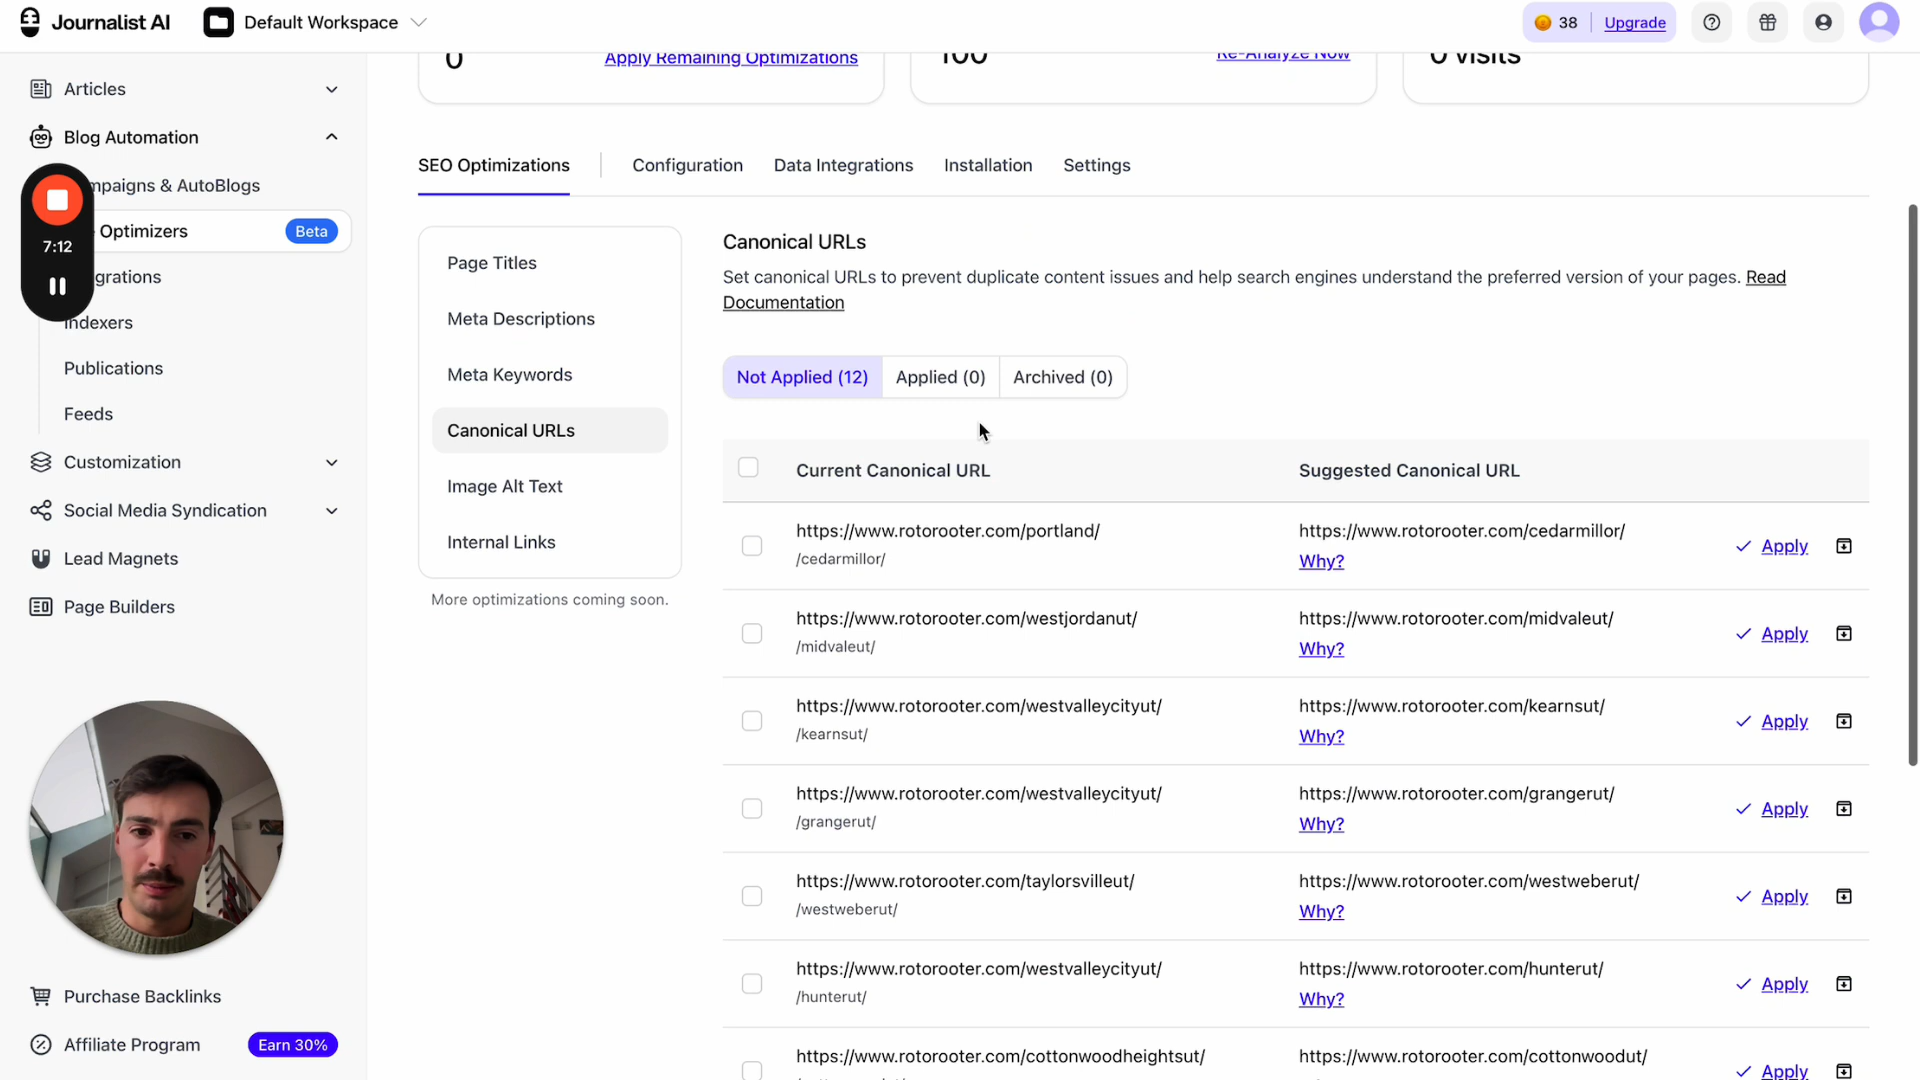 Journalist AI
Default Workspace
38
Upgrade
0
Apply Remaining Optimizations
100
Re-Analyze Now
0 visits
Articles
Blog Automation
mpaigns & AutoBlogs
Optimizers
Beta
7:12
grations
Indexers
Publications
Feeds
Customization
Social Media Syndication
Lead Magnets
Page Builders
Purchase Backlinks
Affiliate Program
Earn 30%
SEO Optimizations
Configuration
Data Integrations
Installation
Settings
Page Titles
Meta Descriptions
Meta Keywords
Canonical URLs
Image Alt Text
Internal Links
More optimizations coming soon.
Canonical URLs
Set canonical URLs to prevent duplicate content issues and help search engines understand the preferred version of your pages. Read
Documentation
Not Applied (12)
Applied (0)
Archived (0)
Current Canonical URL
Suggested Canonical URL
https://www.rotorooter.com/portland/
/cedarmillor/
https://www.rotorooter.com/cedarmillor/
Why?
Apply
https://www.rotorooter.com/westjordanut/
/midvaleut/
https://www.rotorooter.com/midvaleut/
Why?
Apply
https://www.rotorooter.com/westvalleycityut/
/kearnsut/
https://www.rotorooter.com/kearnsut/
Why?
Apply
https://www.rotorooter.com/westvalleycityut/
/grangerut/
https://www.rotorooter.com/grangerut/
Why?
Apply
https://www.rotorooter.com/taylorsvilleut/
/westweberut/
https://www.rotorooter.com/westweberut/
Why?
Apply
https://www.rotorooter.com/westvalleycityut/
/hunterut/
https://www.rotorooter.com/hunterut/
Why?
Apply
https://www.rotorooter.com/cottonwoodheightsut/
https://www.rotorooter.com/cottonwoodut/
Apply